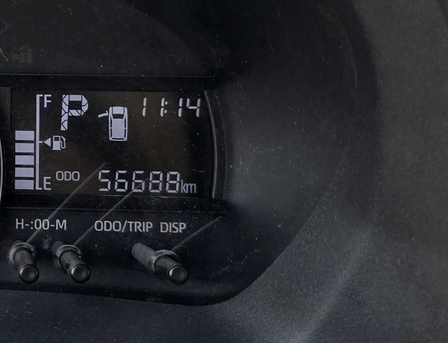 F P 11:14
ODO
E 56688km
H-:00-M ODO/TRIP DISP